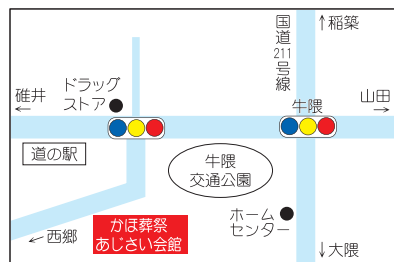 国道211号線
↑稲築
ドラッグ
ストア
碓井
←
牛隈
山田
→
道の駅
牛隈
交通公園
かほ葬祭
あじさい会館
ホーム
センター
←西郷
↓大隈